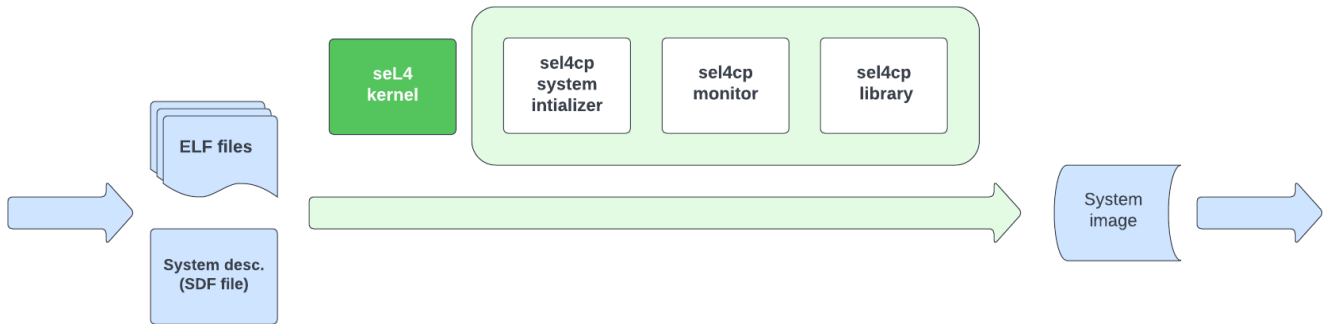 seL4
kernel
sel4cp
system
intializer
sel4cp
monitor
sel4cp
library
ELF files
System desc.
(SDF file)
System
image